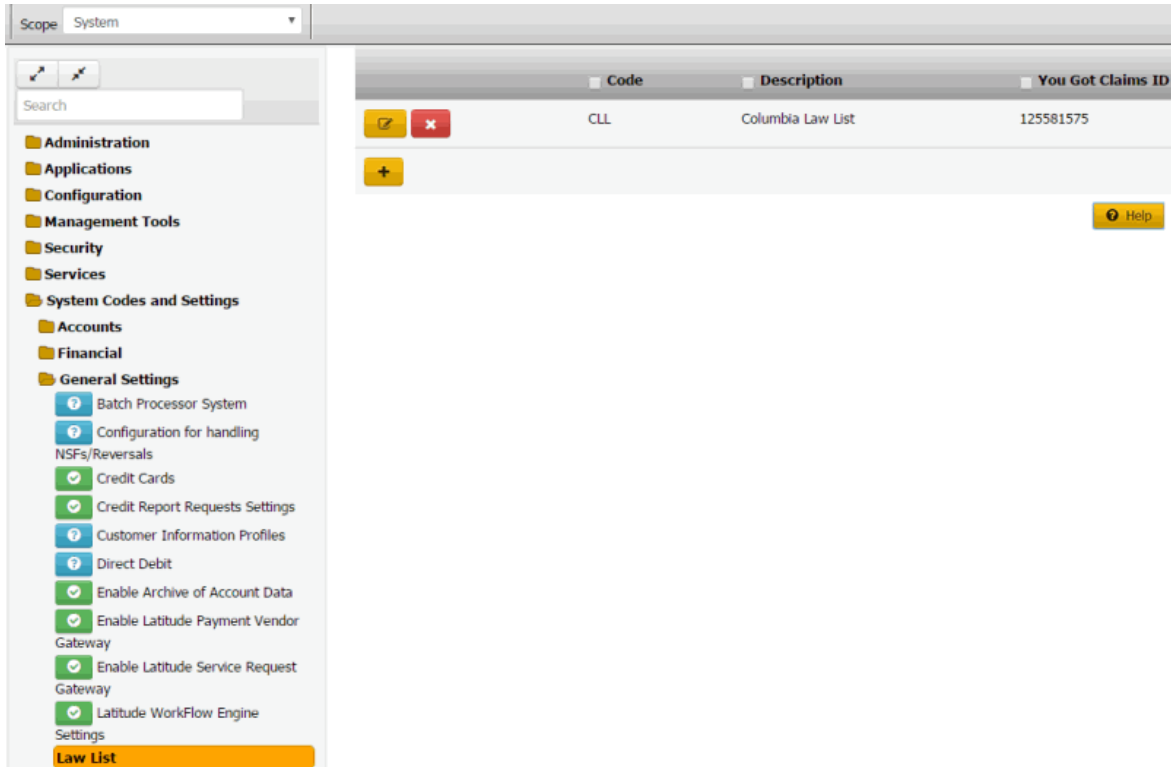 Scope System
Search
Administration
Applications
Configuration
Management Tools
Security
Services
System Codes and Settings
Accounts
Financial
General Settings
Batch Processor System
Configuration for handling
NSFs/Reversals
Credit Cards
Credit Report Requests Settings
Customer Information Profiles
Direct Debit
Enable Archive of Account Data
Enable Latitude Payment Vendor
Gateway
Enable Latitude Service Request
Gateway
Latitude WorkFlow Engine
Settings
Law List
Code Description You Got Claims ID
CLL Columbia Law List 125581575
Help